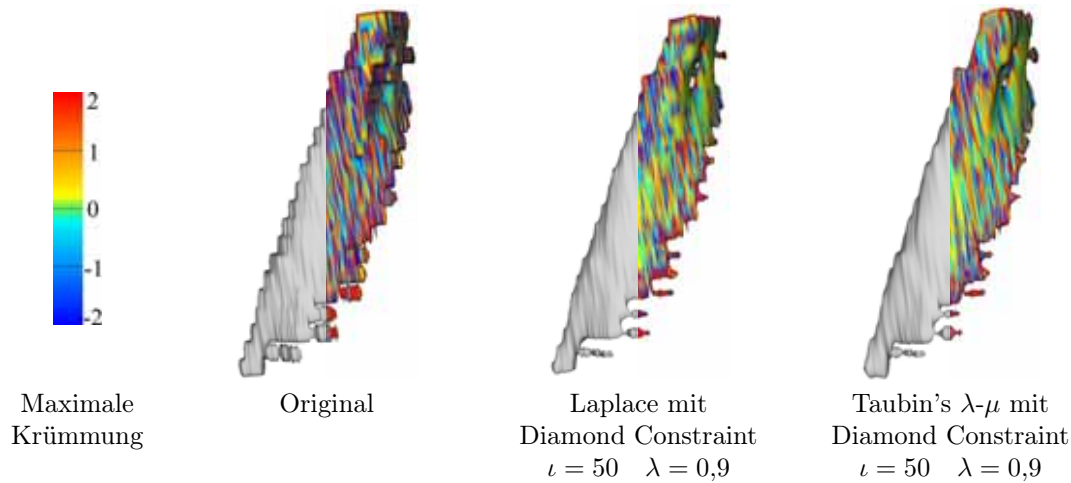 2
1
0
-1
-2
Maximale
Krümmung
Original
Laplace mit
Diamond Constraint
ι = 50 λ = 0,9
Taubin's λ-μ mit
Diamond Constraint
ι = 50 λ = 0,9